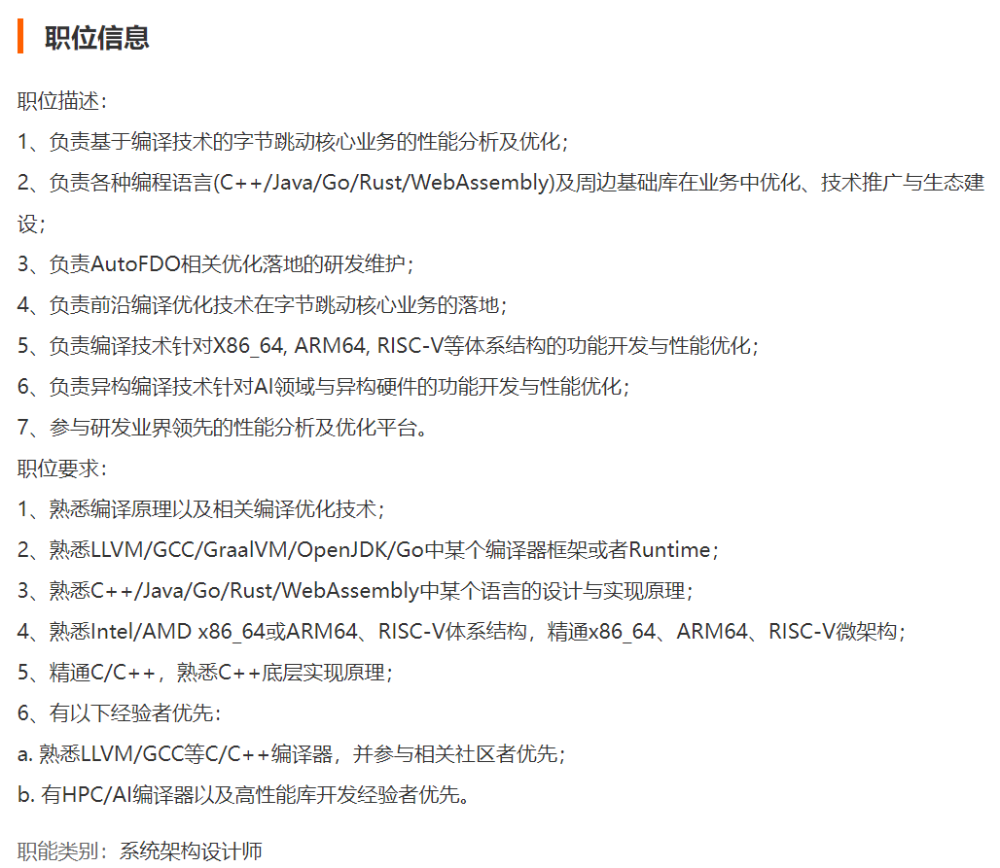 职位信息
职位描述：
1、负责基于编译技术的字节跳动核心业务的性能分析及优化；
2、负责各种编程语言(C++/Java/Go/Rust/WebAssembly)及周边基础库在业务中优化、技术推广与生态建
设；
3、负责AutoFDO相关优化落地的研发维护；
4、负责前沿编译优化技术在字节跳动核心业务的落地；
5、负责编译技术针对X86_64, ARM64, RISC-V等体系结构的功能开发与性能优化；
6、负责异构编译技术针对AI领域与异构硬件的功能开发与性能优化；
7、参与研发业界领先的性能分析及优化平台。
职位要求：
1、熟悉编译原理以及相关编译优化技术；
2、熟悉LLVM/GCC/GraalVM/OpenJDK/Go中某个编译器框架或者Runtime；
3、熟悉C++/Java/Go/Rust/WebAssembly中某个语言的设计与实现原理；
4、熟悉Intel/AMD x86_64或ARM64、RISC-V体系结构，精通x86_64、ARM64、RISC-V微架构；
5、精通C/C++，熟悉C++底层实现原理；
6、有以下经验者优先：
a. 熟悉LLVM/GCC等C/C++编译器，并参与相关社区者优先；
b. 有HPC/AI编译器以及高性能库开发经验者优先。
职能类别：系统架构设计师